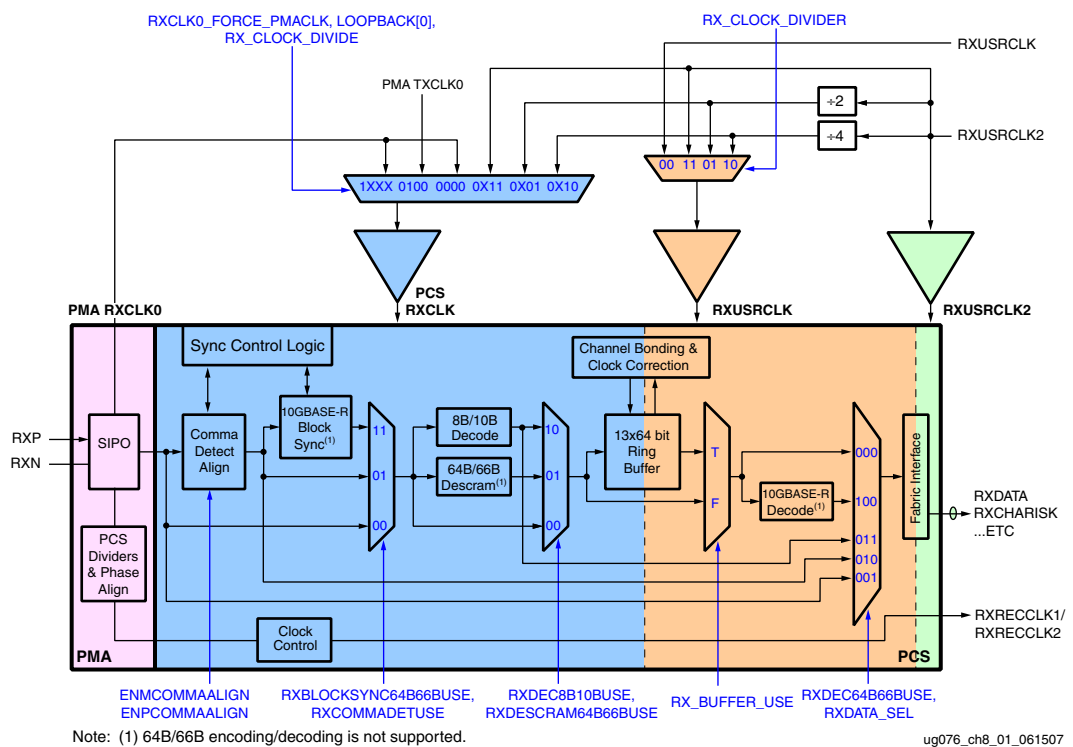 RXCLK0_FORCE_PMACLK, LOOPBACK[0],
RX_CLOCK_DIVIDE
RX_CLOCK_DIVIDER
RXUSRCLK
PMA TXCLK0
÷2
÷4
RXUSRCLK2
1XXX 0100 0000 0X11 0X01 0X10
00 11 01 10
PCS
RXCLK
RXUSRCLK
RXUSRCLK2
PMA RXCLK0
Sync Control Logic
Channel Bonding &
Clock Correction
RXP
RXN
SIPO
Comma
Detect
Align
10GBASE-R
Block
Sync(1)
11
01
00
8B/10B
Decode
64B/66B
Descram(1)
10
01
00
13x64 bit
Ring
Buffer
T
F
10GBASE-R
Decode(1)
000
100
011
010
001
Fabric Interface
RXDATA
RXCHARISK
...ETC
PCS
Dividers
& Phase
Align
Clock
Control
RXRECCLK1/
RXRECCLK2
PMA
PCS
ENMCOMMAALIGN
ENPCOMMAALIGN
RXBLOCKSYNC64B66BUSE,
RXCOMMADETUSE
RXDEC8B10BUSE,
RXDESCRAM64B66BUSE
RX_BUFFER_USE
RXDEC64B66BUSE,
RXDATA_SEL
Note: (1) 64B/66B encoding/decoding is not supported.
ug076_ch8_01_061507